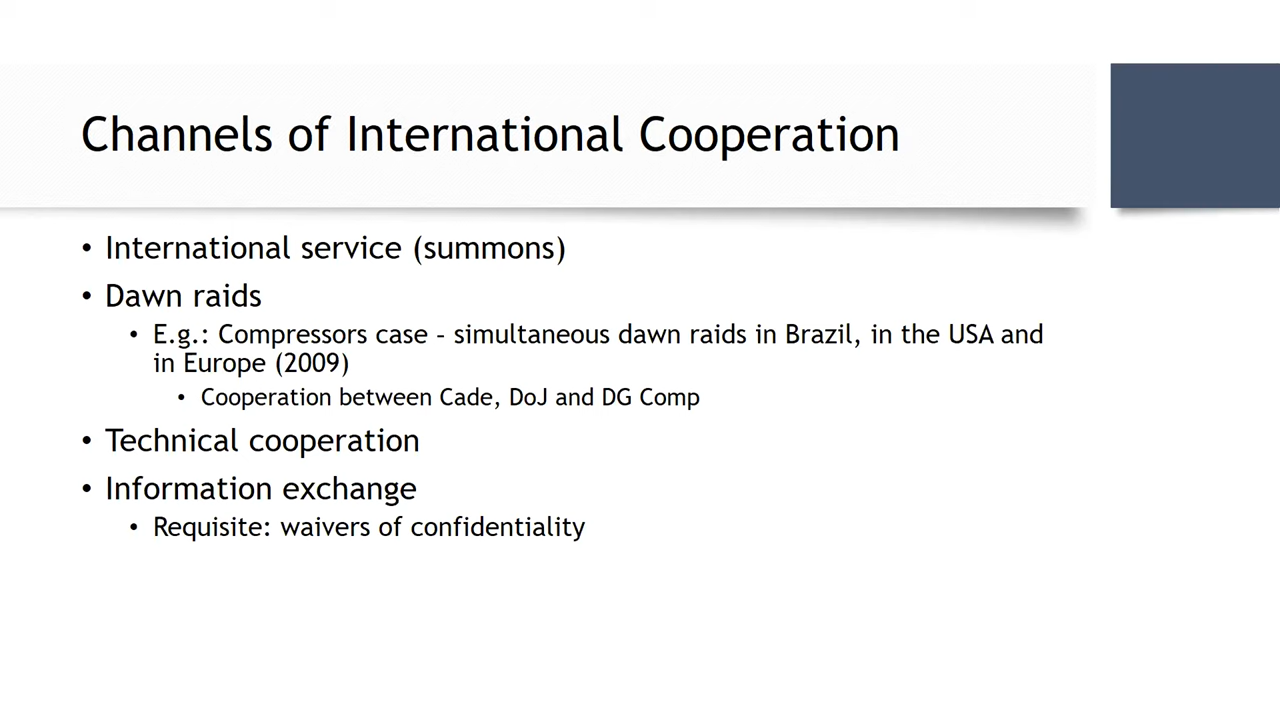 Channels of International Cooperation
• International service (summons)
• Dawn raids
• E.g.: Compressors case – simultaneous dawn raids in Brazil, in the USA and
in Europe (2009)
• Cooperation between Cade, DoJ and DG Comp
• Technical cooperation
• Information exchange
• Requisite: waivers of confidentiality